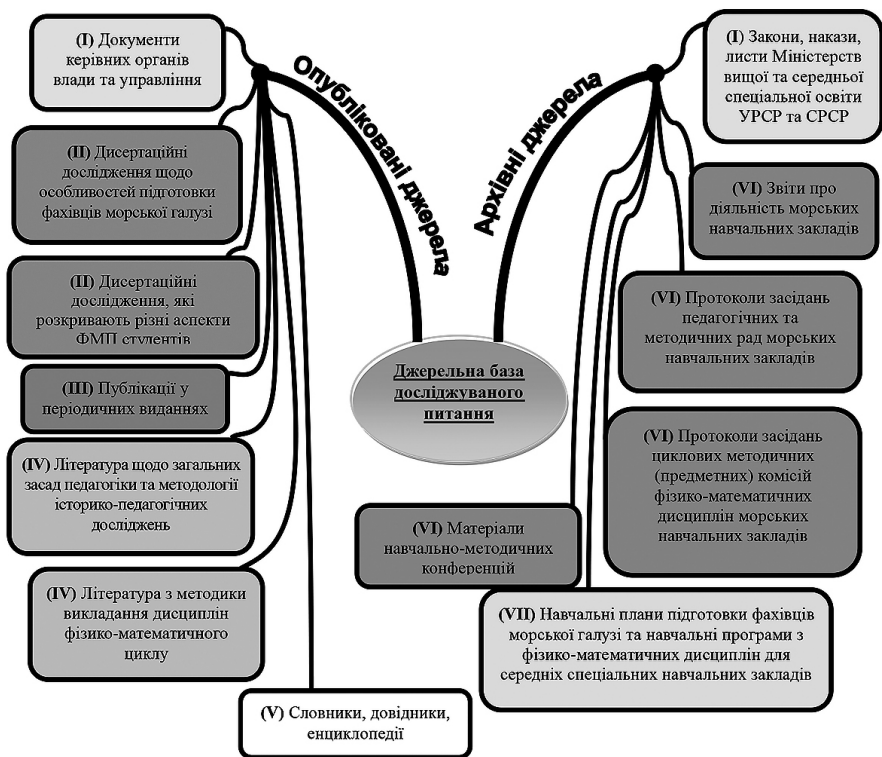 (I) Документи
керівних органів
влади та управління
(II) Дисертаційні
дослідження щодо
особливостей підготовки
фахівців морської галузі
(II) Дисертаційні
дослідження, які
розкривають різні аспекти
ФМП студентів
(III) Публікації у
періодичних виданнях
(IV) Література щодо загальних
засад педагогіки та методології
історико-педагогічних
досліджень
(IV) Література з методики
викладання дисциплін
фізико-математичного
циклу
(V) Словники, довідники,
енциклопедії
Опубліковані джерела
Джерельна база
досліджуваного
питання
Архівні джерела
(I) Закони, накази,
листи Міністерств
вищої та середньої
спеціальної освіти
УРСР та СРСР
(VI) Звіти про
діяльність морських
навчальних закладів
(VI) Протоколи засідань
педагогічних та
методичних рад морських
навчальних закладів
(VI) Протоколи засідань
циклових методичних
(предметних) комісій
фізико-математичних
дисциплін морських
навчальних закладів
(VI) Матеріали
навчально-методичних
конференцій
(VII) Навчальні плани підготовки фахівців
морської галузі та навчальні програми з
фізико-математичних дисциплін для
середніх спеціальних навчальних закладів